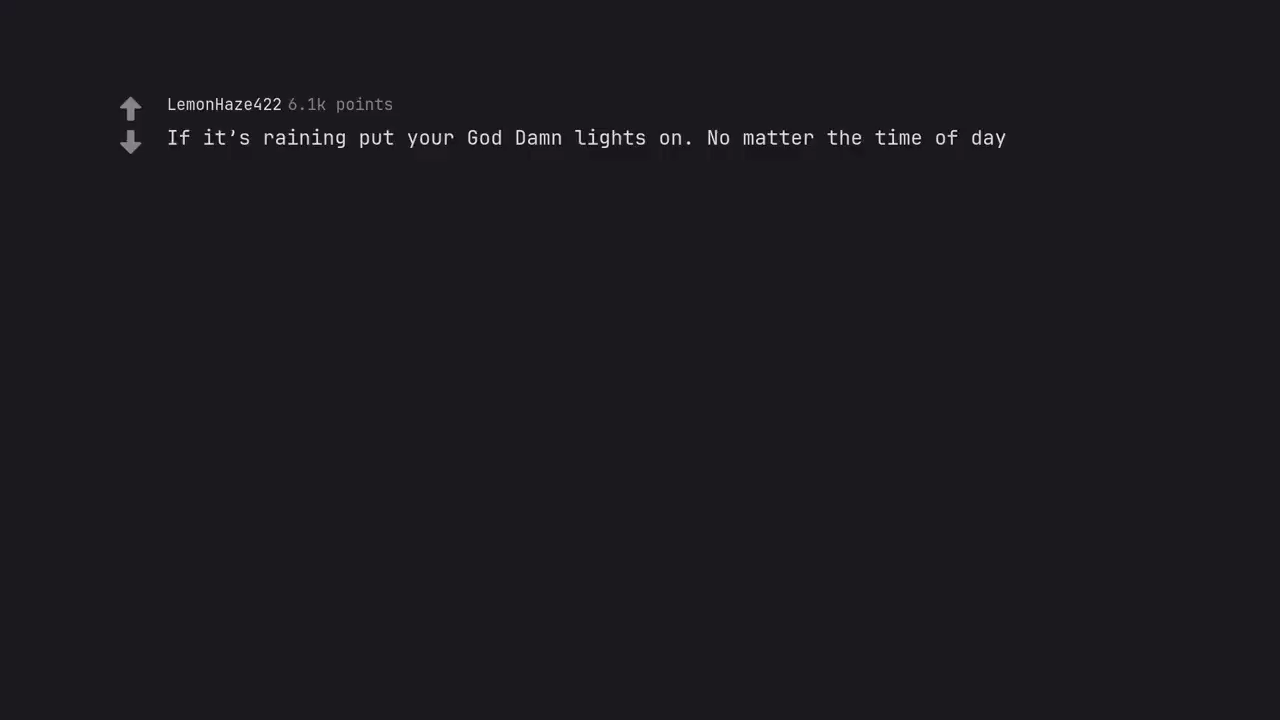 LemonHaze422 6.1k points
If it’s raining put your God Damn lights on. No matter the time of day